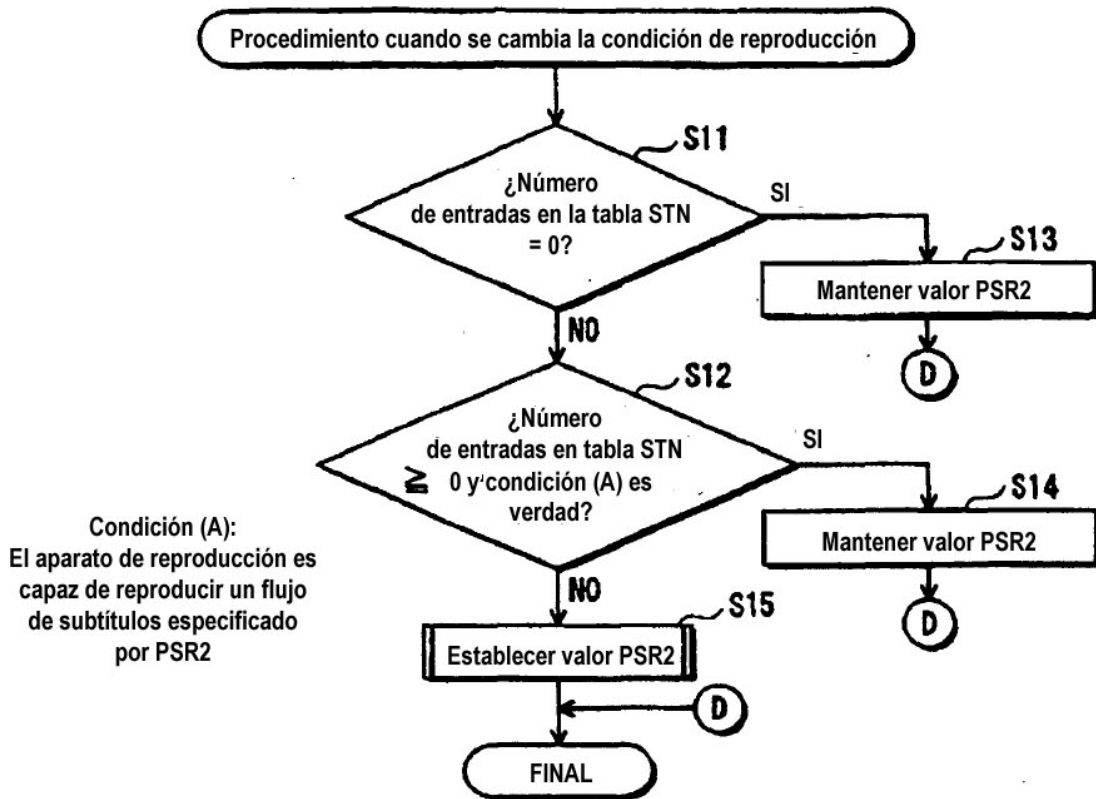 Procedimiento cuando se cambia la condición de reproducción
S11
¿Número
de entradas en la tabla STN
= 0?
SI
S13
Mantener valor PSR2
D
NO
S12
¿Número
de entradas en tabla STN
≧ 0 y condición (A) es
verdad?
SI
S14
Mantener valor PSR2
D
Condición (A):
El aparato de reproducción es
capaz de reproducir un flujo
de subtítulos especificado
por PSR2
NO
S15
Establecer valor PSR2
D
FINAL